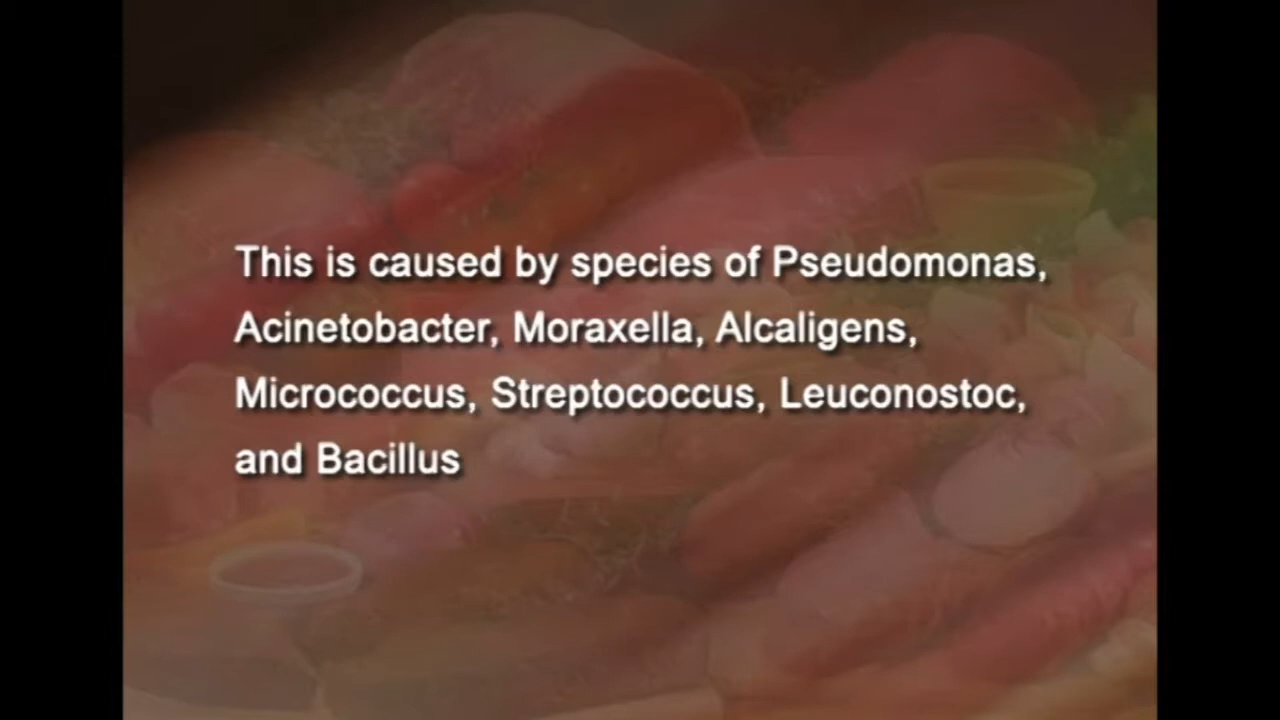 This is caused by species of Pseudomonas,
Acinetobacter, Moraxella, Alcaligens,
Micrococcus, Streptococcus, Leuconostoc,
and Bacillus